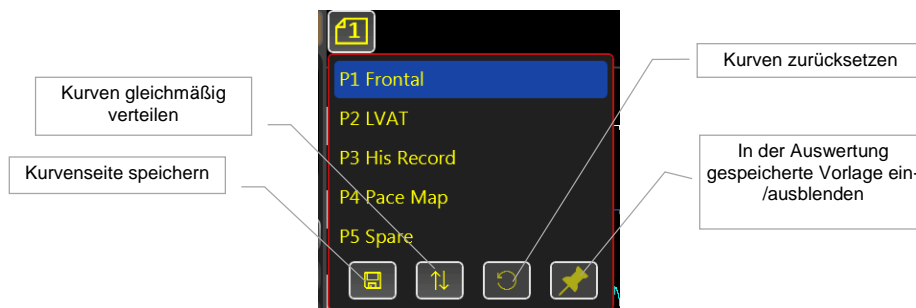 1
P1 Frontal
P2 LVAT
P3 His Record
P4 Pace Map
P5 Spare
Kurven gleichmäßig
verteilen
Kurvenseite speichern
Kurven zurücksetzen
In der Auswertung
gespeicherte Vorlage ein-
/ausblenden